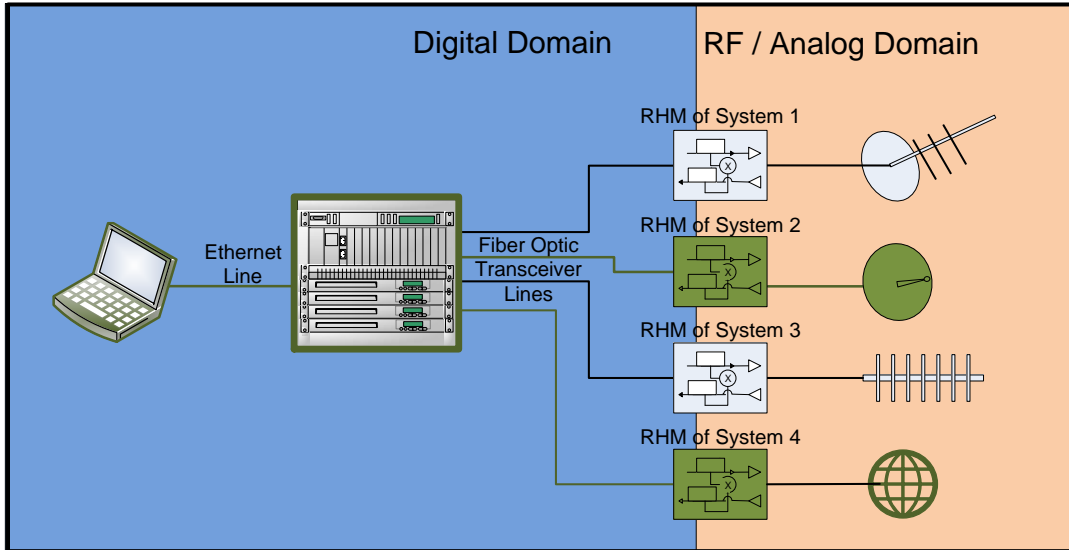 Digital Domain
RF / Analog Domain
RHM of System 1
RHM of System 2
RHM of System 3
RHM of System 4
Ethernet
Line
Fiber Optic
Transceiver
Lines
X
X
X
X